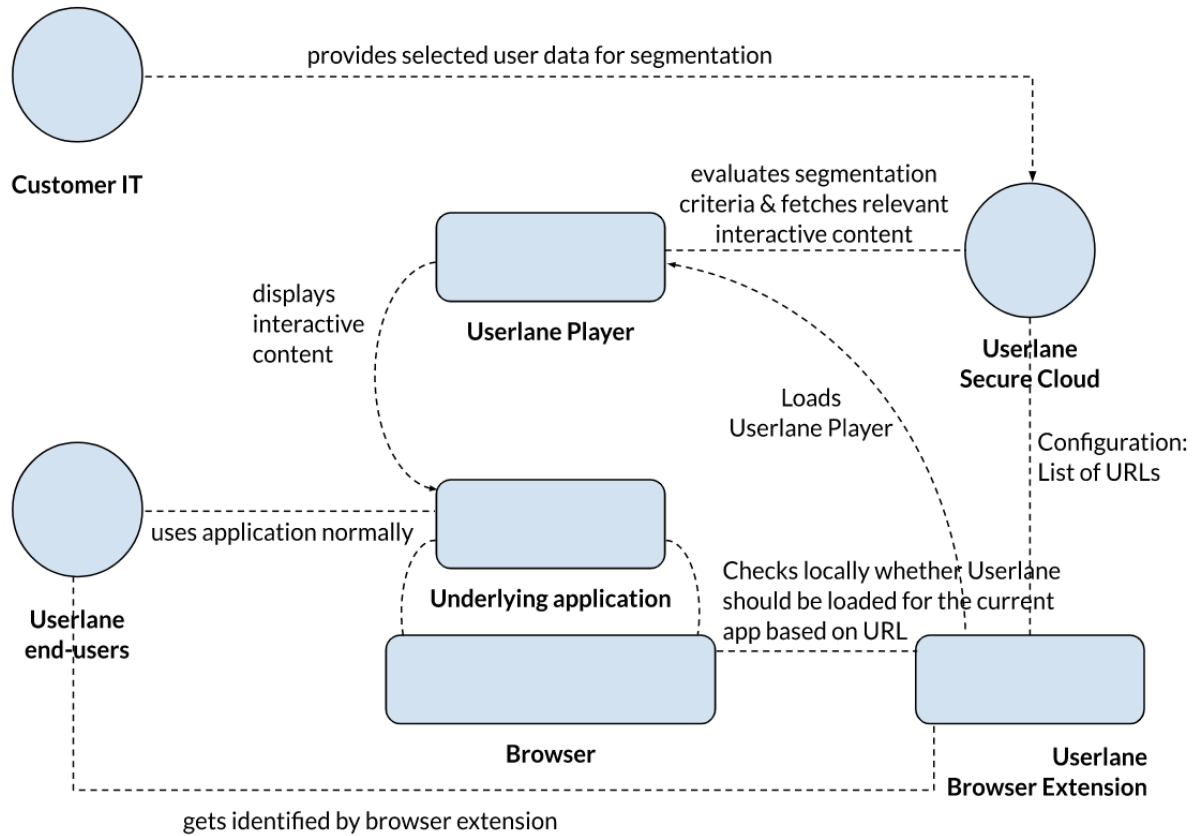 provides selected user data for segmentation
Customer IT
evaluates segmentation
criteria & fetches relevant
interactive content
displays
interactive
content
Userlane Player
Userlane
Secure Cloud
Loads
Userlane Player
Configuration:
List of URLs
uses application normally
Underlying application
Checks locally whether Userlane
should be loaded for the current
app based on URL
Userlane
end-users
Browser
Userlane
Browser Extension
gets identified by browser extension